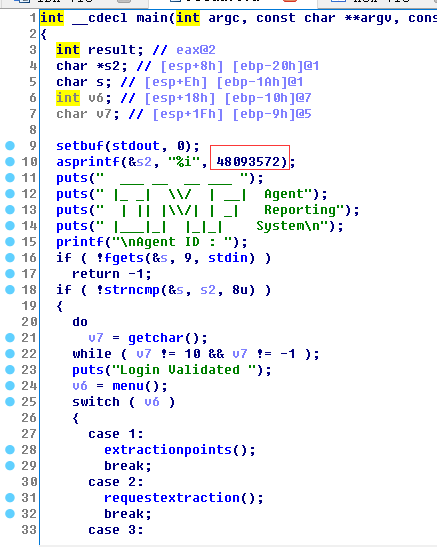 1 int __cdecl main(int argc, const char **argv, cons
2 {
3 int result; // eax@2
4 char *s2; // [esp+8h] [ebp-20h]@1
5 char s; // [esp+Eh] [ebp-1Ah]@1
6 int v6; // [esp+18h] [ebp-10h]@7
7 char v7; // [esp+1Fh] [ebp-9h]@5
8
9 setbuf(stdout, 0);
10 asprintf(&s2, "%i", 48093572);
11 puts("  ___ __  __ ___ ");
12 puts(" |_ _|  \\/  | __|  Agent");
13 puts("  | || |\\/| | _|   Reporting");
14 puts(" |___|_|  |_|_|    System\n");
15 printf("\nAgent ID : ");
16 if ( !fgets(&s, 9, stdin) )
17 return -1;
18 if ( !strncmp(&s, s2, 8u) )
19 {
20 do
21 v7 = getchar();
22 while ( v7 != 10 && v7 != -1 );
23 puts("Login Validated ");
24 v6 = menu();
25 switch ( v6 )
26 {
27 case 1:
28 extractionpoints();
29 break;
30 case 2:
31 requestextraction();
32 break;
33 case 3: